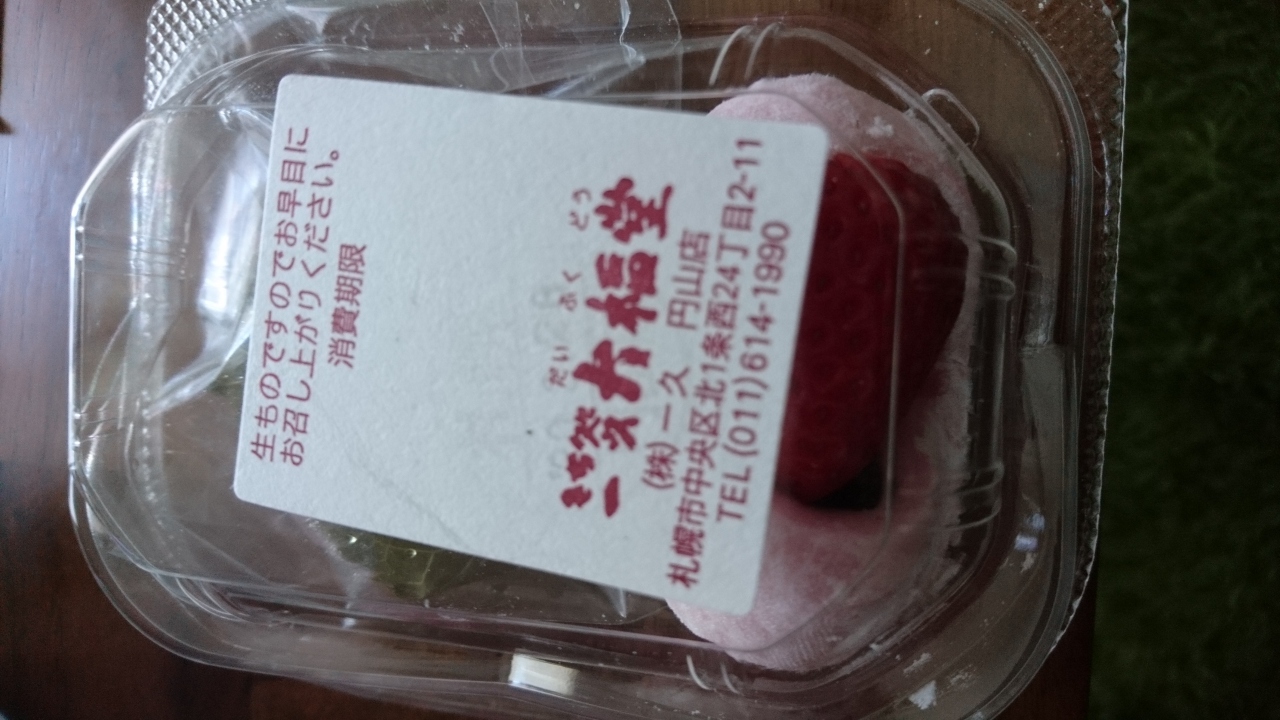 生ものですのでお早目に
お召し上がりください。
消費期限
だい ふく どう
大福堂
(株)一久 円山店
札幌市中央区北1条西24丁目2-11
TEL(011)614-1990